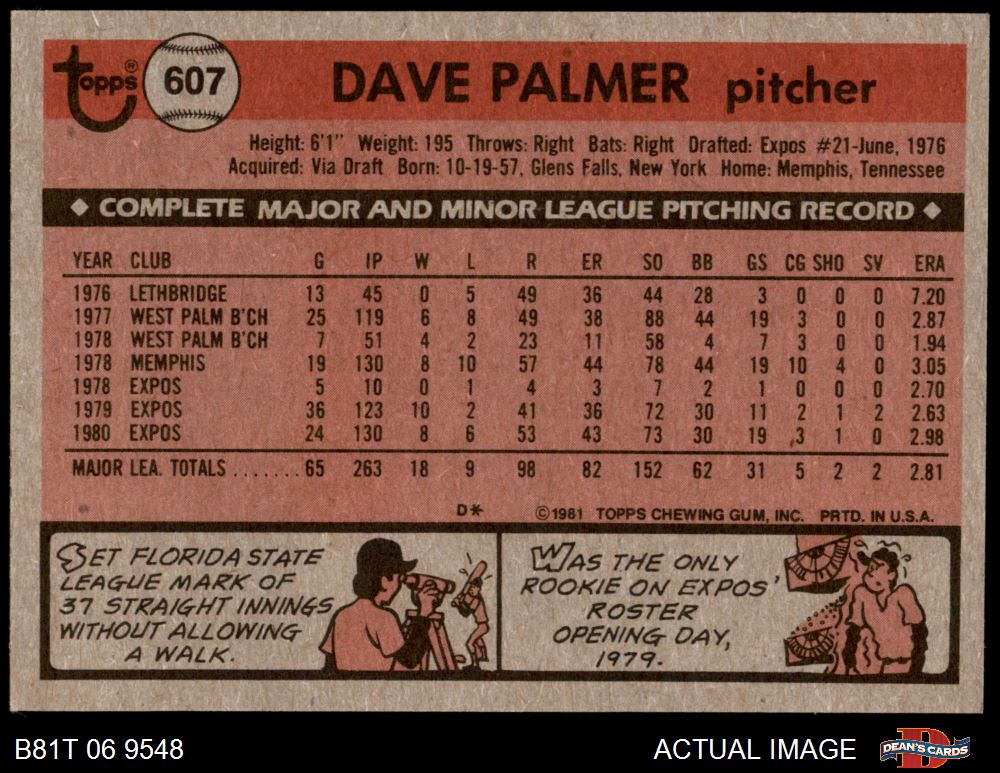 Topps® 607 DAVE PALMER pitcher
Height: 6'1" Weight: 195 Throws: Right Bats: Right Drafted: Expos #21-June, 1976
Acquired: Via Draft Born: 10-19-57, Glens Falls, New York Home: Memphis, Tennessee
◆ COMPLETE MAJOR AND MINOR LEAGUE PITCHING RECORD ◆
YEAR CLUB G IP W L R ER SO BB GS CG SHO SV ERA
1976 LETHBRIDGE 13 45 0 5 49 36 44 28 3 0 0 0 7.20
1977 WEST PALM B'CH 25 119 6 8 49 38 88 44 19 3 0 0 2.87
1978 WEST PALM B'CH 7 51 4 2 23 11 58 4 7 3 0 0 1.94
1978 MEMPHIS 19 130 8 10 57 44 78 44 19 10 4 0 3.05
1978 EXPOS 5 10 0 1 4 3 7 2 1 0 0 0 2.70
1979 EXPOS 36 123 10 2 41 36 72 30 11 2 1 2 2.63
1980 EXPOS 24 130 8 6 53 43 73 30 19 3 1 0 2.98
MAJOR LEA. TOTALS ....... 65 263 18 9 98 82 152 62 31 5 2 2 2.81
D* ©1981 TOPPS CHEWING GUM, INC. PRTD. IN U.S.A.
SET FLORIDA STATE
LEAGUE MARK OF
37 STRAIGHT INNINGS
WITHOUT ALLOWING
A WALK.
WAS THE ONLY
ROOKIE ON EXPOS'
ROSTER
OPENING DAY,
1979.
B81T 06 9548 ACTUAL IMAGE DEAN'S CARDS